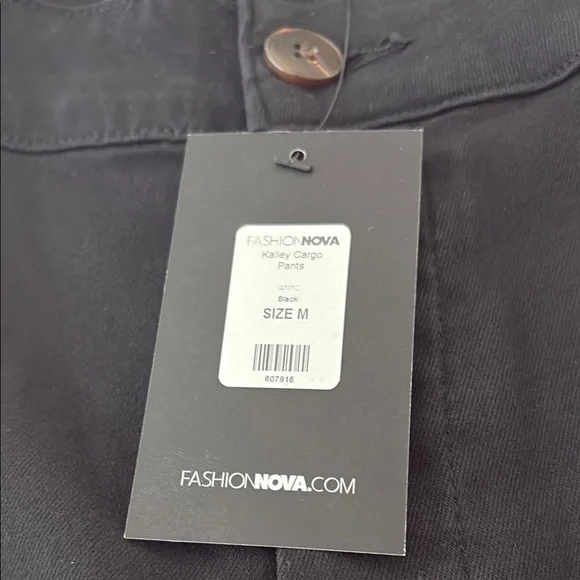 FASHIONNOVA
Kalley Cargo
Pants
Black
SIZE M
607916
FASHIONNOVA.COM